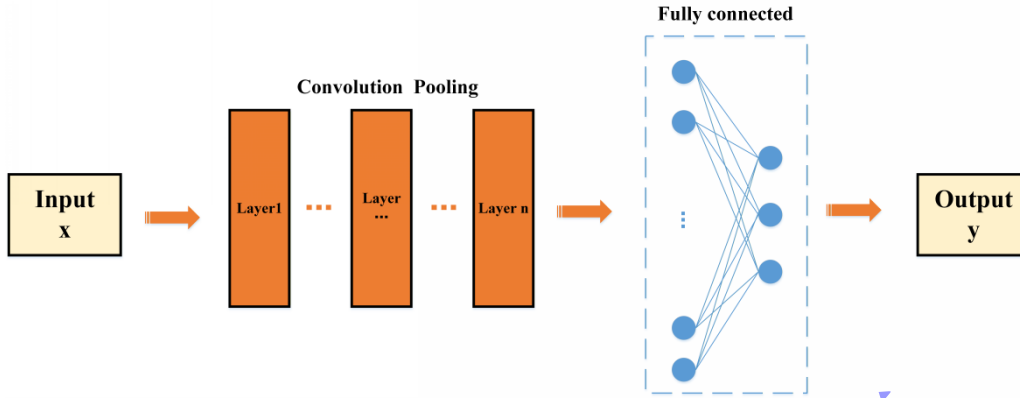 Fully connected
Convolution Pooling
Input
x
Layer1
Layer
...
Layer n
Output
y